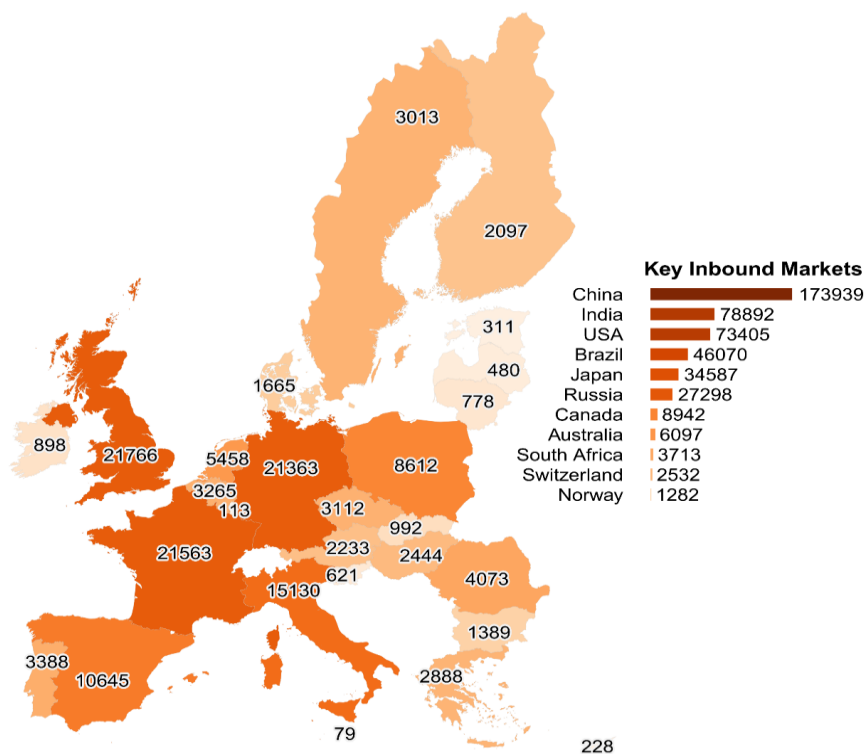 3013
2097
Key Inbound Markets
China 173939
India 78892
USA 73405
Brazil 46070
Japan 34587
Russia 27298
Canada 8942
Australia 6097
South Africa 3713
Switzerland 2532
Norway 1282
311
480
778
1665
898
21766
5458
21363
8612
3265
113
3112
992
21563
2233
2444
621
15130
4073
1389
3388
10645
2888
79
228